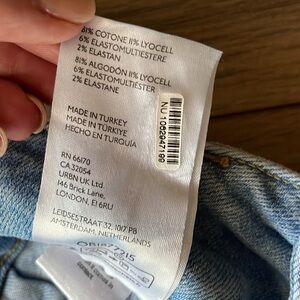 81% COTONE 11% LYOCELL
6% ELASTOMULTIESTERE
2% ELASTAN
81% ALGODÓN 11% LYOCELL
6% ELASTOMULTIÉSTER
2% ELASTANE
MADE IN TURKEY
MADE IN TÜRKIYE
HECHO EN TURQUÍA
RN 66170
CA 32054
URBN UK Ltd.
146 Brick Lane,
LONDON, E1 6RU
LEIDSESTRAAT 32, 1017 PB
AMSTERDAM, NETHERLANDS